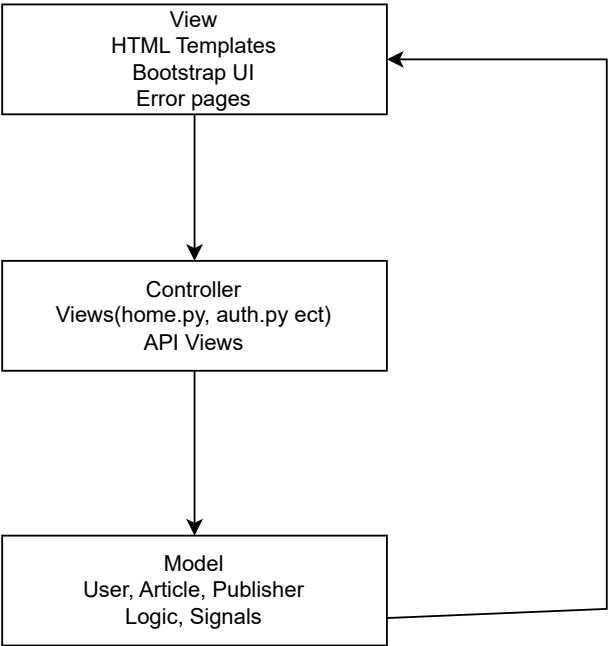 View
HTML Templates
Bootstrap UI
Error pages
Controller
Views(home.py, auth.py ect)
API Views
Model
User, Article, Publisher
Logic, Signals